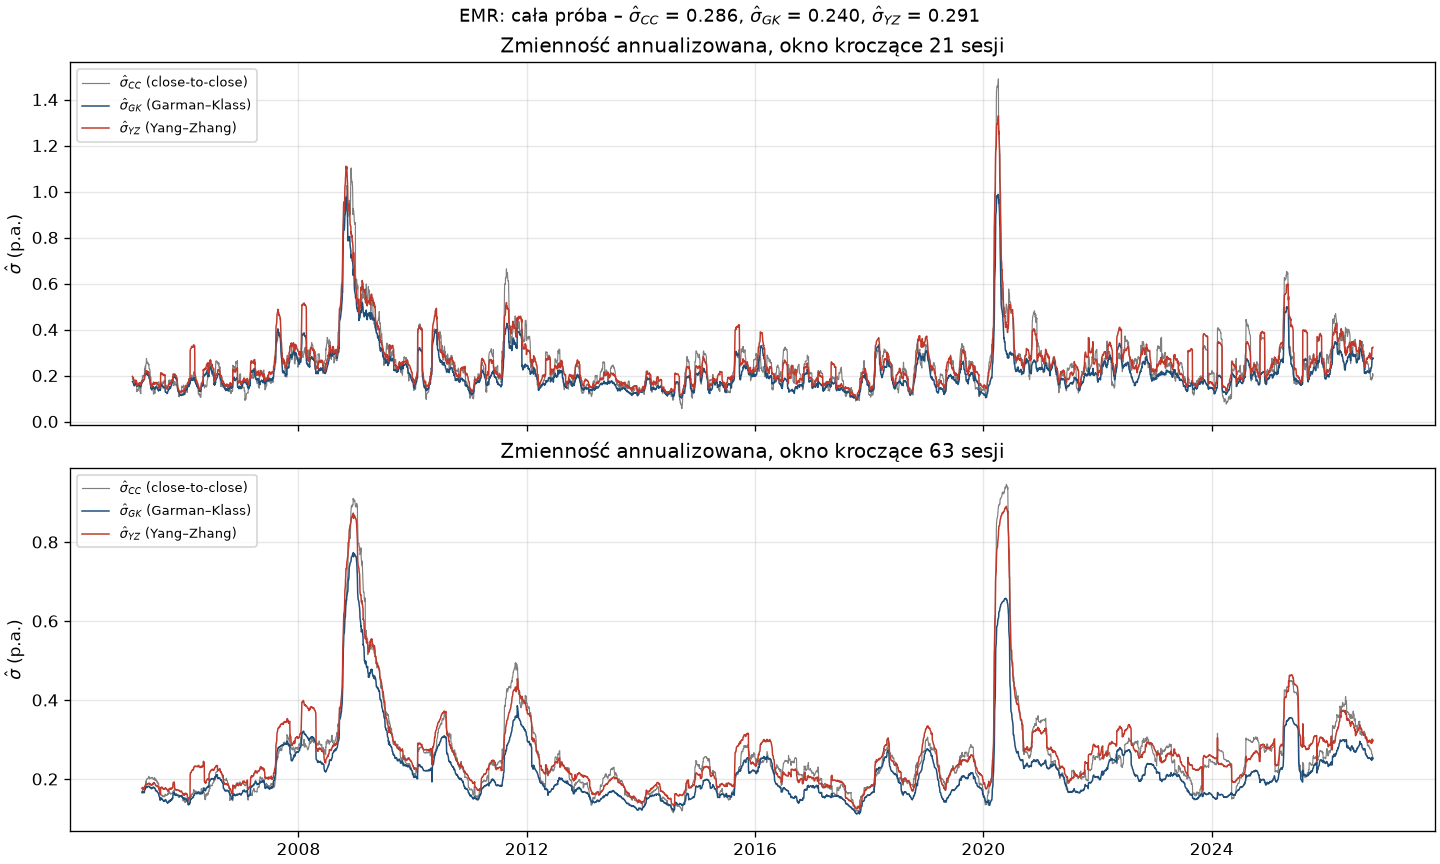 EMR: cała próba – σ̂_CC = 0.286, σ̂_GK = 0.240, σ̂_YZ = 0.291
Zmienność annualizowana, okno kroczące 21 sesji
σ̂_CC (close-to-close)
σ̂_GK (Garman–Klass)
σ̂_YZ (Yang–Zhang)
σ̂ (p.a.)
1.4
1.2
1.0
0.8
0.6
0.4
0.2
0.0
Zmienność annualizowana, okno kroczące 63 sesji
σ̂_CC (close-to-close)
σ̂_GK (Garman–Klass)
σ̂_YZ (Yang–Zhang)
σ̂ (p.a.)
0.8
0.6
0.4
0.2
2008 2012 2016 2020 2024